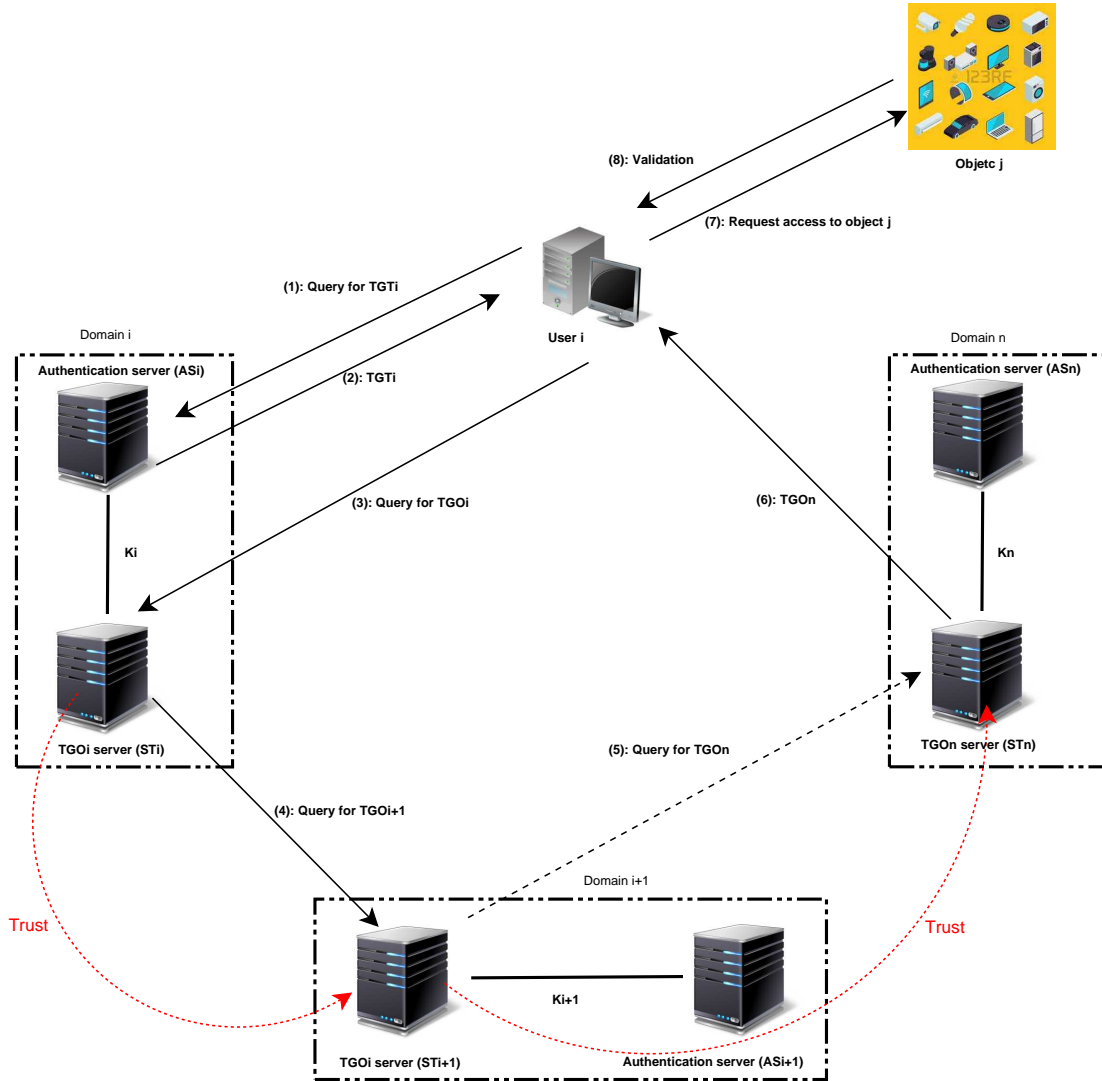 123RF
Objetc j
(8): Validation
(7): Request access to object j
(1): Query for TGTi
User i
Domain i
Domain n
Authentication server (ASi)
Authentication server (ASn)
(2): TGTi
(3): Query for TGOi
(6): TGOn
Ki
Kn
TGOi server (STi)
TGOn server (STn)
(5): Query for TGOn
(4): Query for TGOi+1
Domain i+1
Trust
Trust
Ki+1
TGOi server (STi+1)
Authentication server (ASi+1)